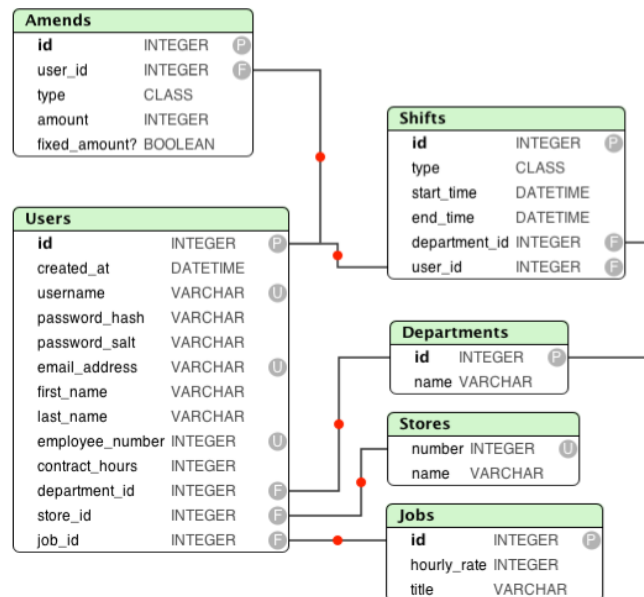 Amends
id INTEGER P
user_id INTEGER F
type CLASS
amount INTEGER
fixed_amount? BOOLEAN
Shifts
id INTEGER P
type CLASS
start_time DATETIME
end_time DATETIME
department_id INTEGER F
user_id INTEGER F
Users
id INTEGER P
created_at DATETIME
username VARCHAR U
password_hash VARCHAR
password_salt VARCHAR
email_address VARCHAR U
first_name VARCHAR
last_name VARCHAR
employee_number INTEGER U
contract_hours INTEGER
department_id INTEGER F
store_id INTEGER F
job_id INTEGER F
Departments
id INTEGER P
name VARCHAR
Stores
number INTEGER U
name VARCHAR
Jobs
id INTEGER P
hourly_rate INTEGER
title VARCHAR